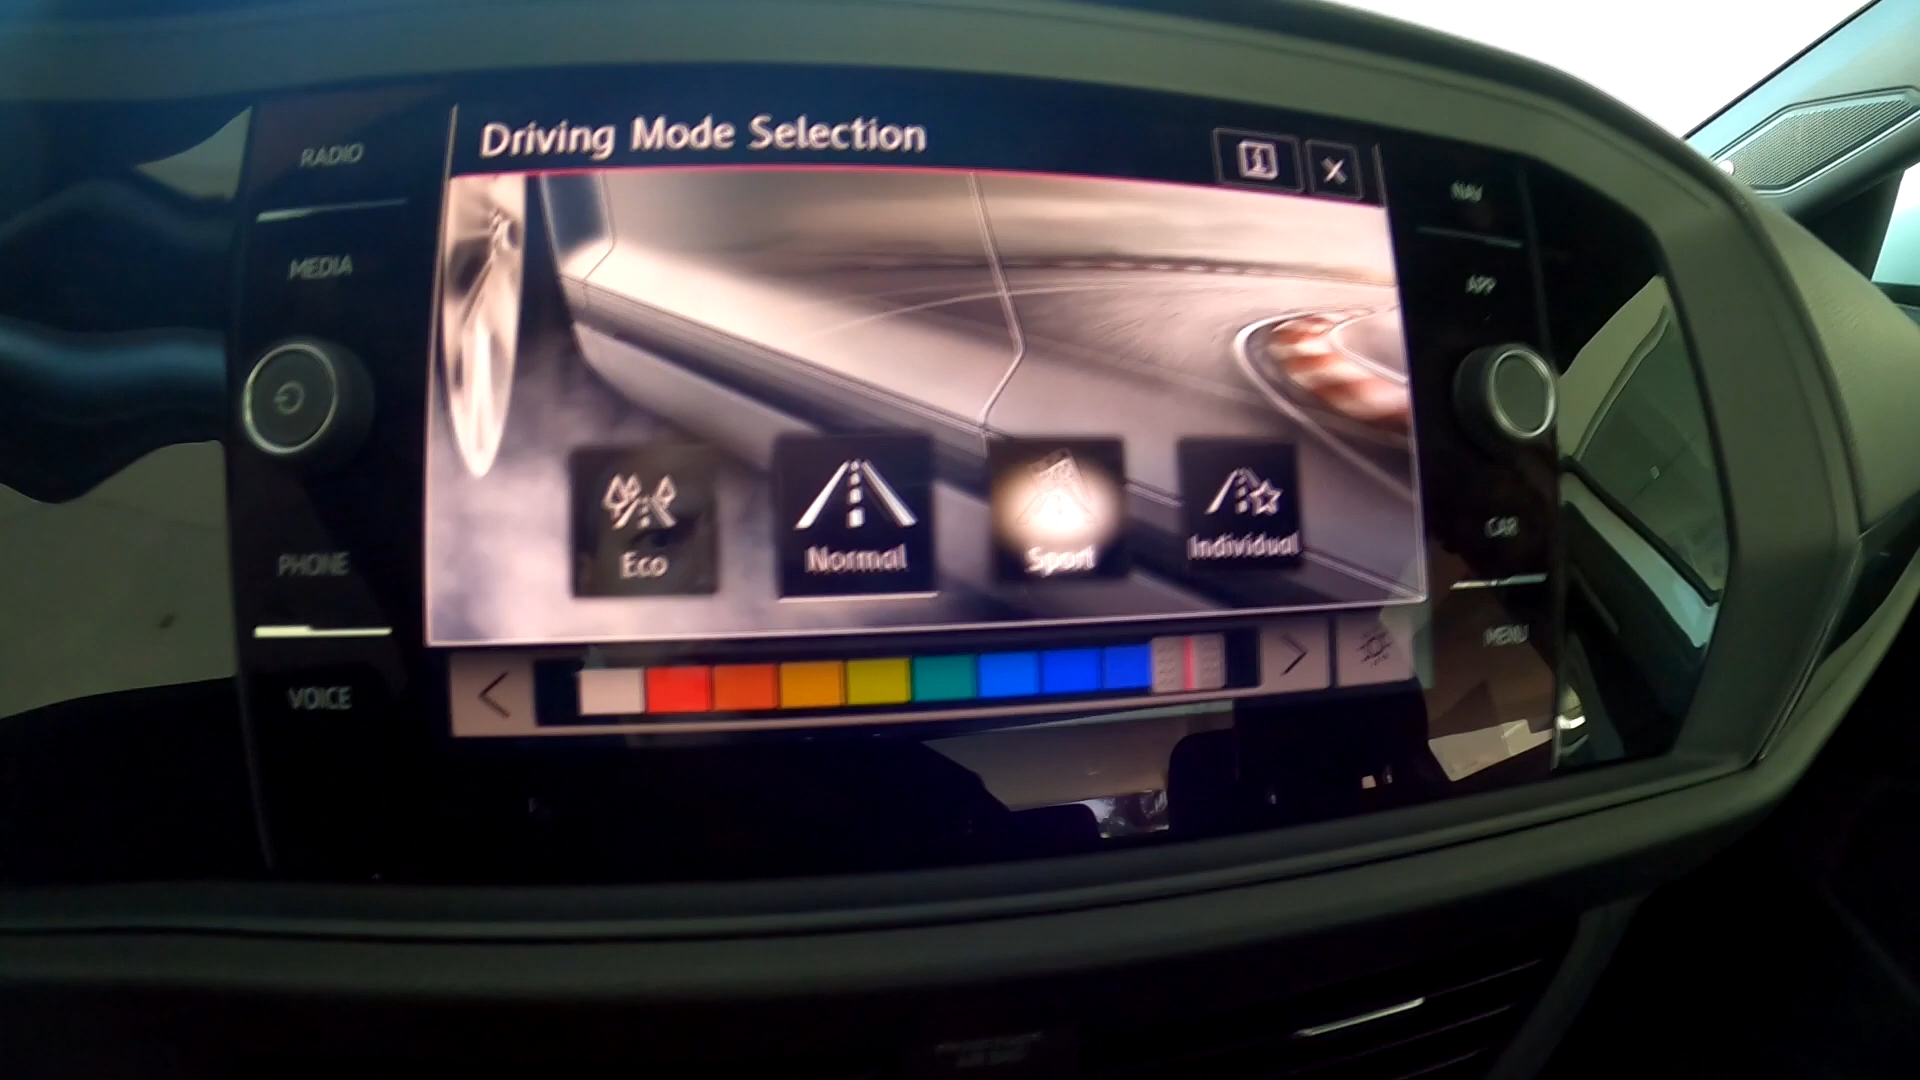 Driving Mode Selection
RADIO
MEDIA
PHONE
VOICE
Eco
Normal
Sport
Individual
NAV
APP
CAR
MENU